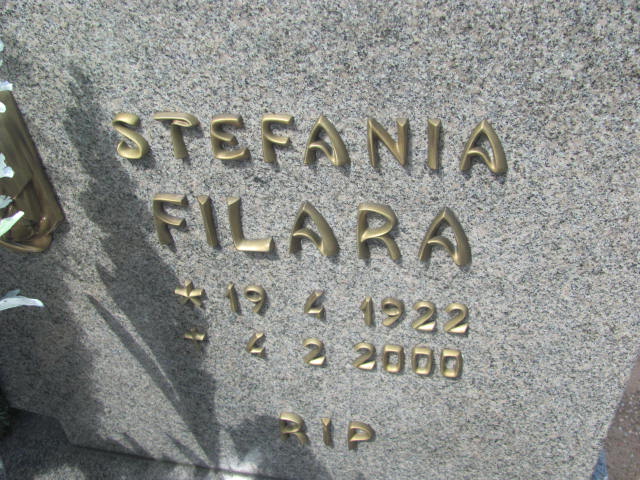 STEFANIA
FILARA
* 19 4 1922
- 4 2 2000
RIP